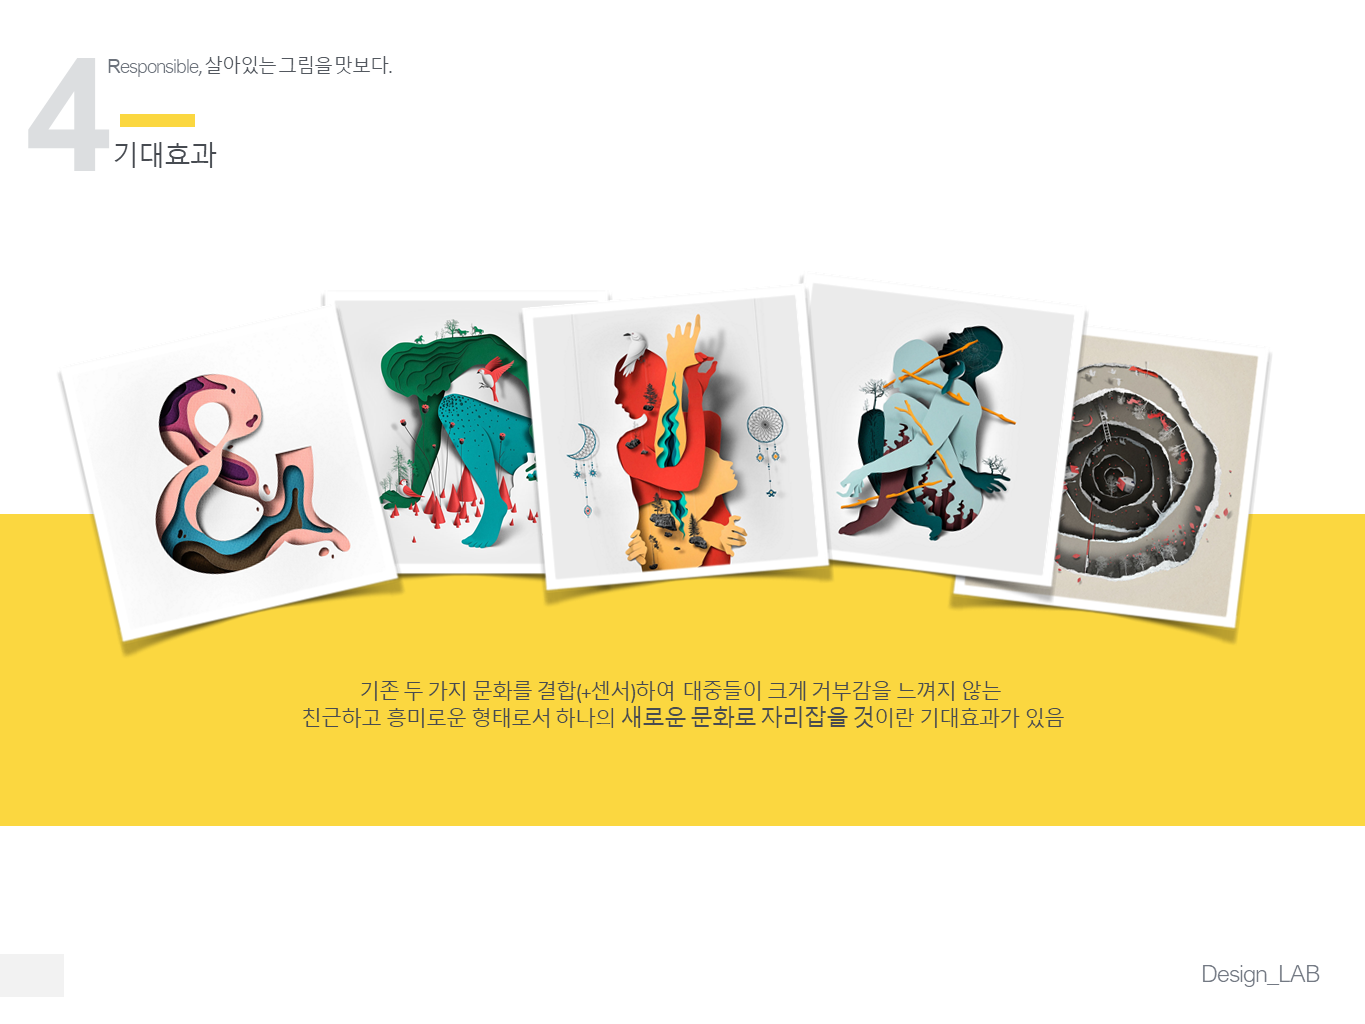 4
Responsible, 살아있는 그림을 맛보다.
기대효과
&
기존 두 가지 문화를 결합(+센서)하여 대중들이 크게 거부감을 느껴지 않는
친근하고 흥미로운 형태로서 하나의 새로운 문화로 자리잡을 것이란 기대효과가 있음
Design_LAB